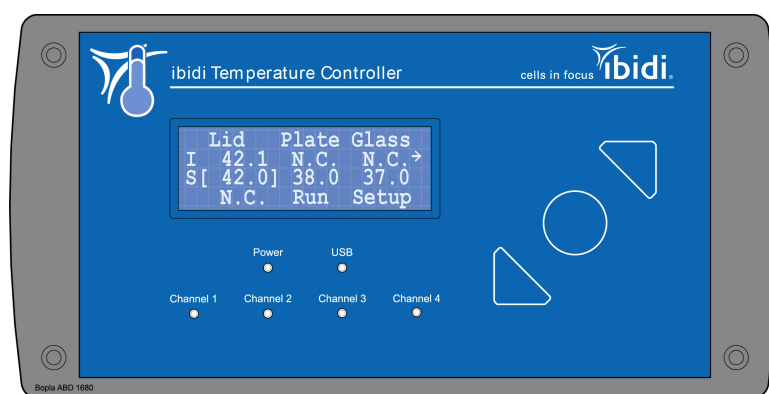 ibidi Temperature Controller
cells in focus ibidi.
Lid Plate Glass
I 42.1 N.C. N.C.→
S[ 42.0] 38.0 37.0
N.C. Run Setup
Power USB
Channel 1 Channel 2 Channel 3 Channel 4
Bopla ABD 1680